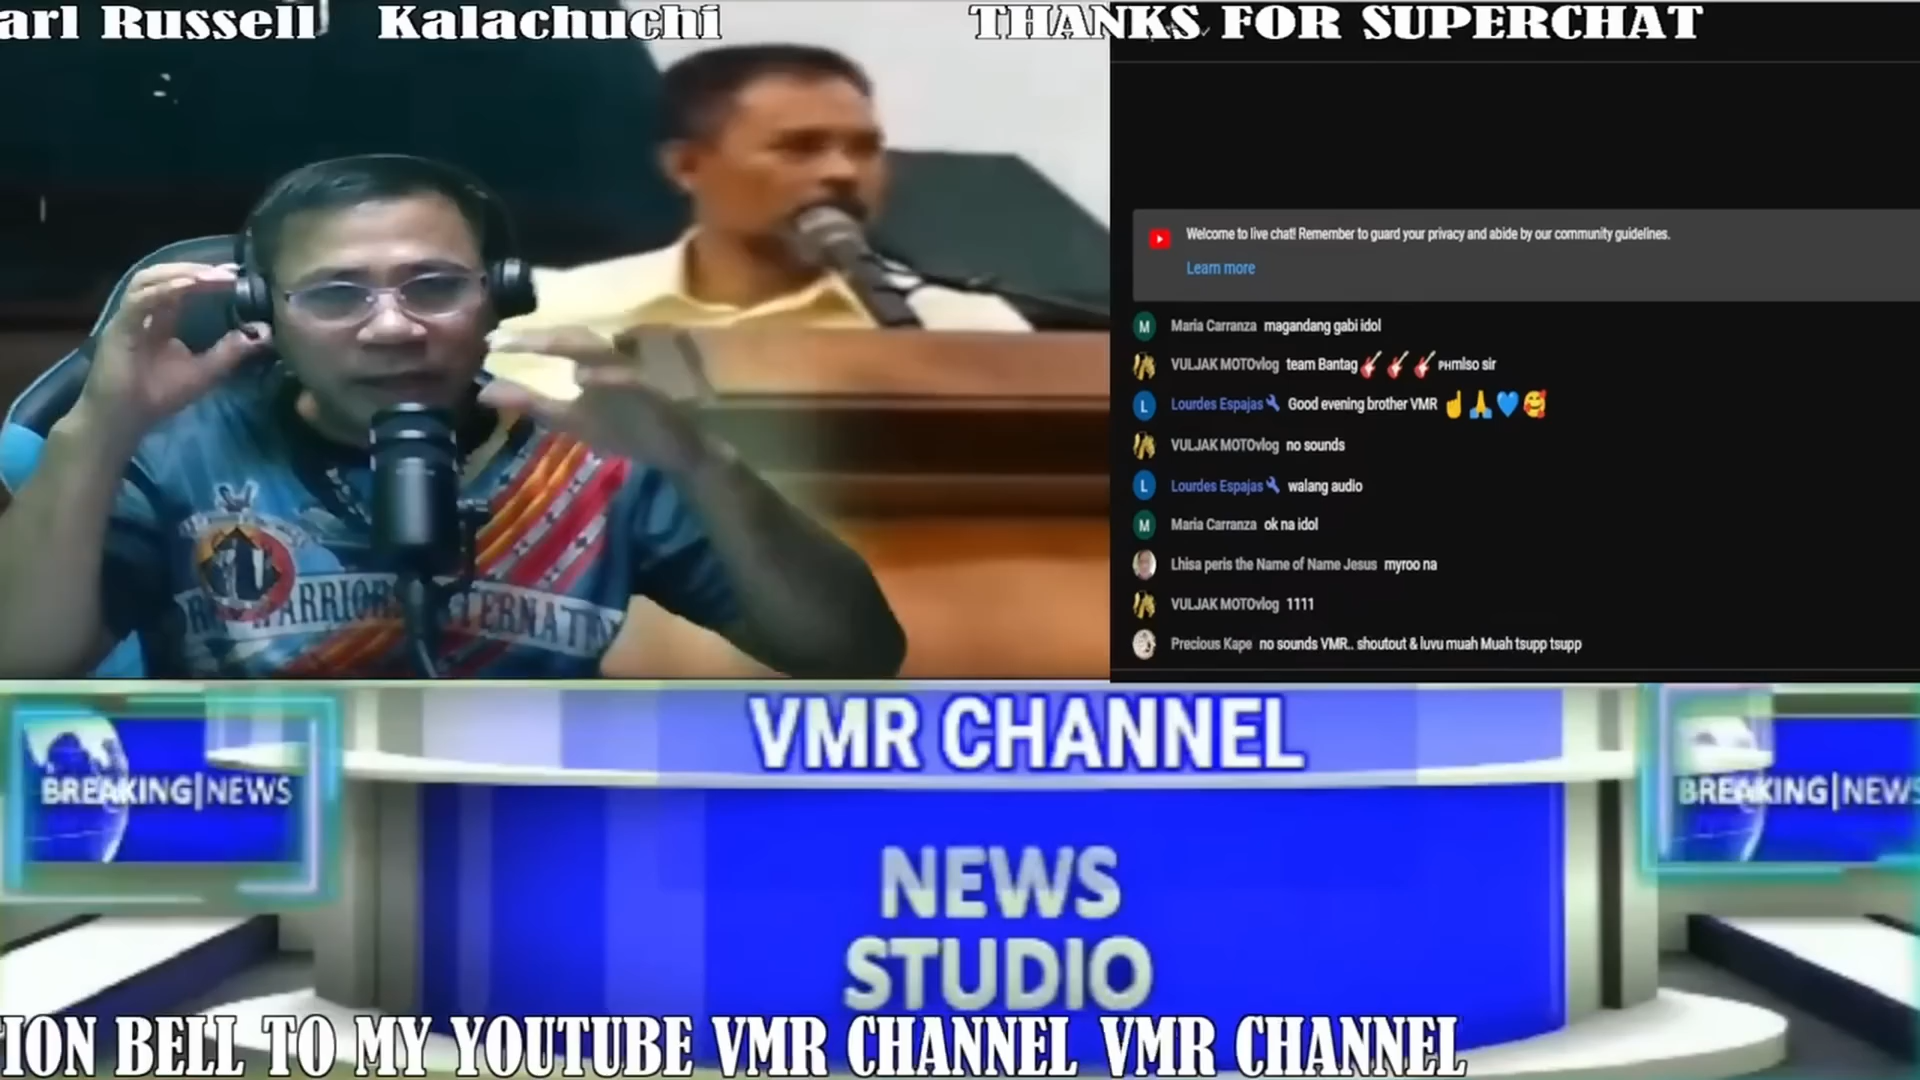 arl Russell Kalachuchi THANKS FOR SUPERCHAT
Welcome to live chat! Remember to guard your privacy and abide by our community guidelines.
Learn more
M Maria Carranza magandang gabi idol
VULJAK MOTOvlog team Bantag🎸🎸🎸PHmlso sir
L Lourdes Espajas Good evening brother VMR ☝🙏💙🥰
VULJAK MOTOvlog no sounds
L Lourdes Espajas walang audio
M Maria Carranza ok na idol
Lhisa peris the Name of Name Jesus myroo na
VULJAK MOTOvlog 1111
Precious Kape no sounds VMR.. shoutout & luvu muah Muah tsupp tsupp
WARRIORS INTERNATI
VMR CHANNEL
BREAKING|NEWS
BREAKING|NEWS
NEWS
STUDIO
ION BELL TO MY YOUTUBE VMR CHANNEL VMR CHANNEL